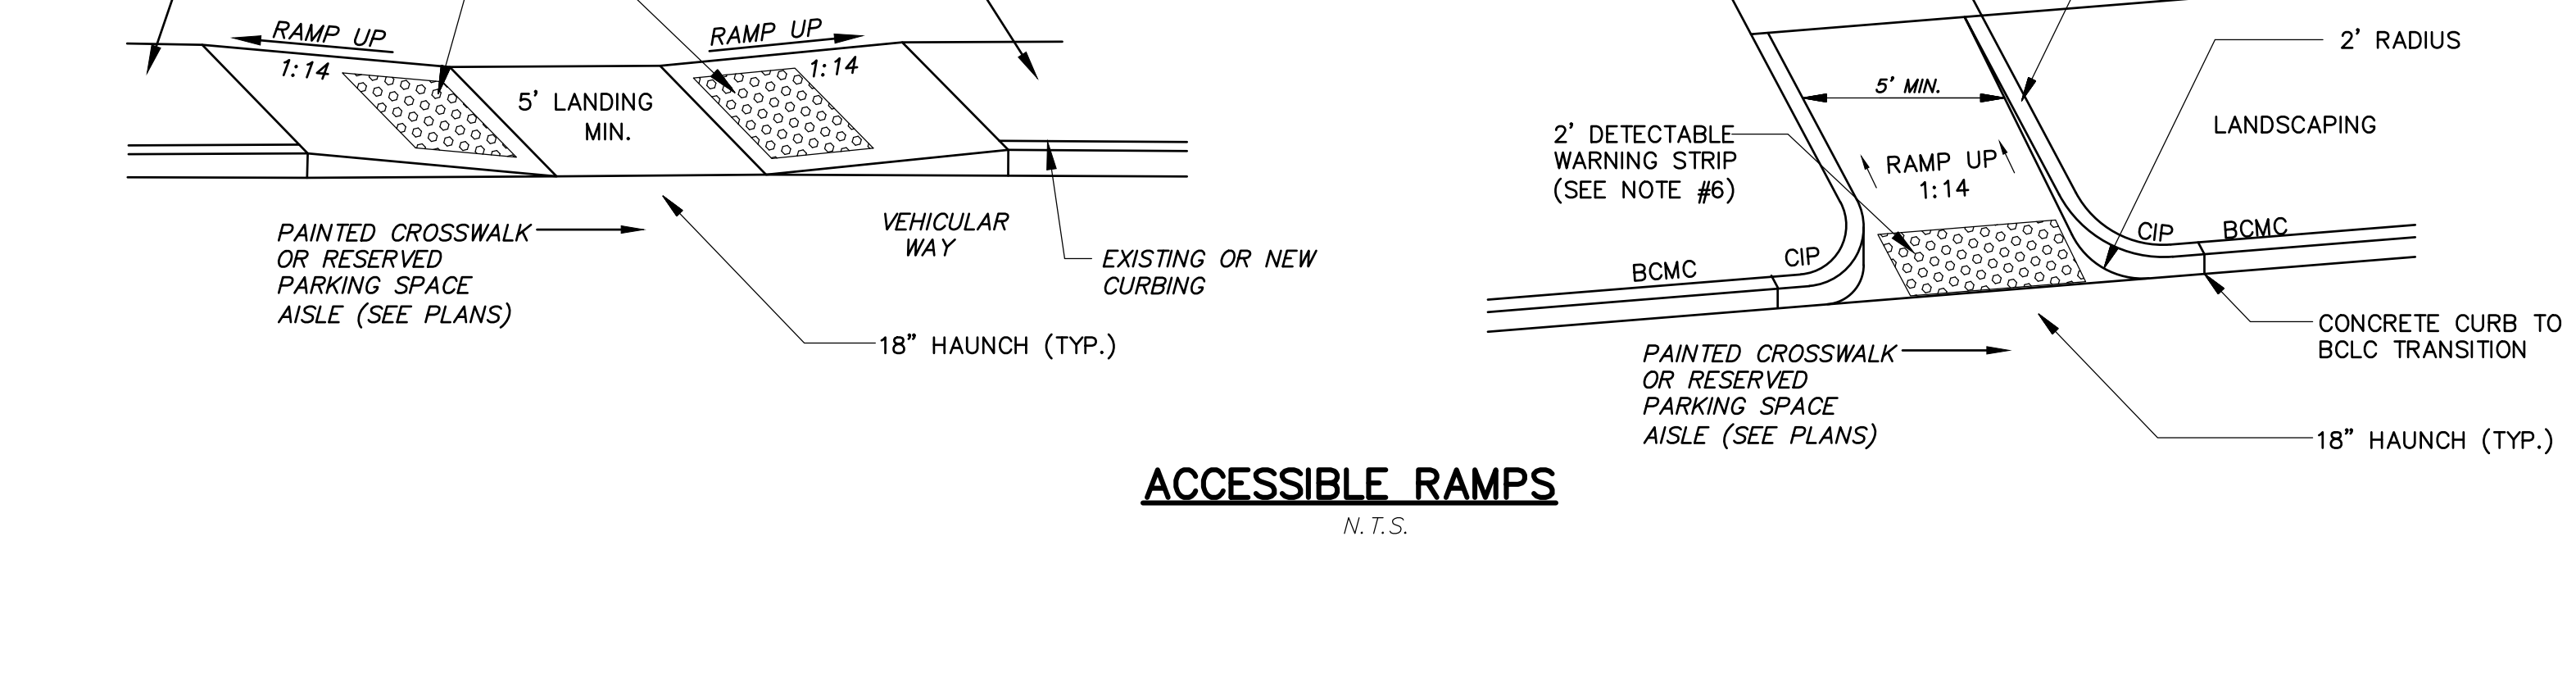 RAMP UP
1:14
5' LANDING
MIN.
RAMP UP
1:14
PAINTED CROSSWALK
OR RESERVED
PARKING SPACE
AISLE (SEE PLANS)
VEHICULAR
WAY
EXISTING OR NEW
CURBING
18" HAUNCH (TYP.)
2' RADIUS
5' MIN.
LANDSCAPING
2' DETECTABLE
WARNING STRIP
(SEE NOTE #6)
RAMP UP
1:14
BCMC
CIP
CIP
BCMC
CONCRETE CURB TO
BCLC TRANSITION
PAINTED CROSSWALK
OR RESERVED
PARKING SPACE
AISLE (SEE PLANS)
18" HAUNCH (TYP.)
ACCESSIBLE RAMPS
N.T.S.